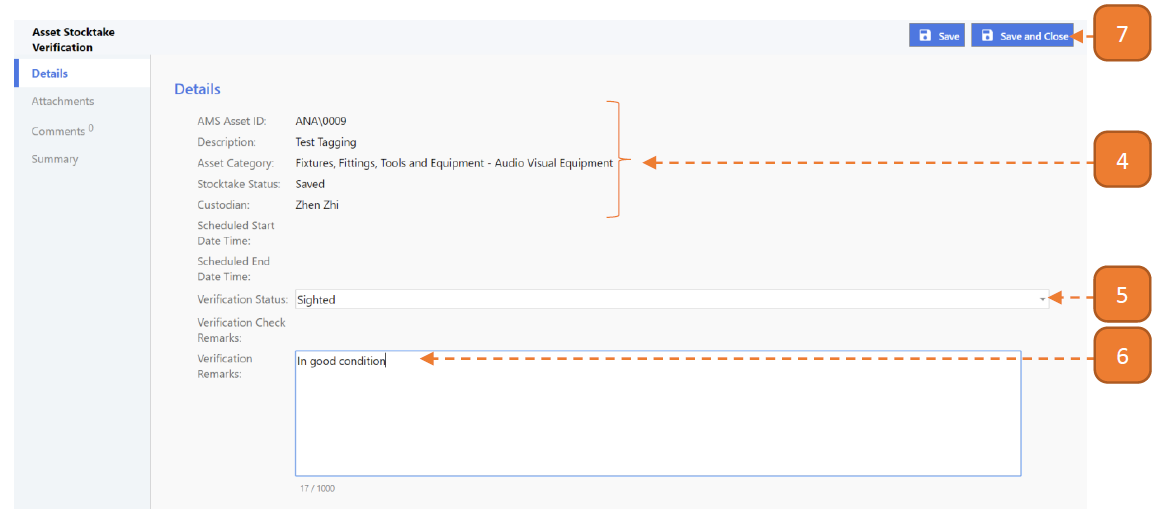 Asset Stocktake
Verification
Save
Save and Close
7
Details
Attachments
Comments 0
Summary
Details
AMS Asset ID: ANA\0009
Description: Test Tagging
Asset Category: Fixtures, Fittings, Tools and Equipment - Audio Visual Equipment
4
Stocktake Status: Saved
Custodian: Zhen Zhi
Scheduled Start
Date Time:
Scheduled End
Date Time:
Verification Status: Sighted
5
Verification Check
Remarks:
Verification
Remarks:
In good condition
6
17 / 1000